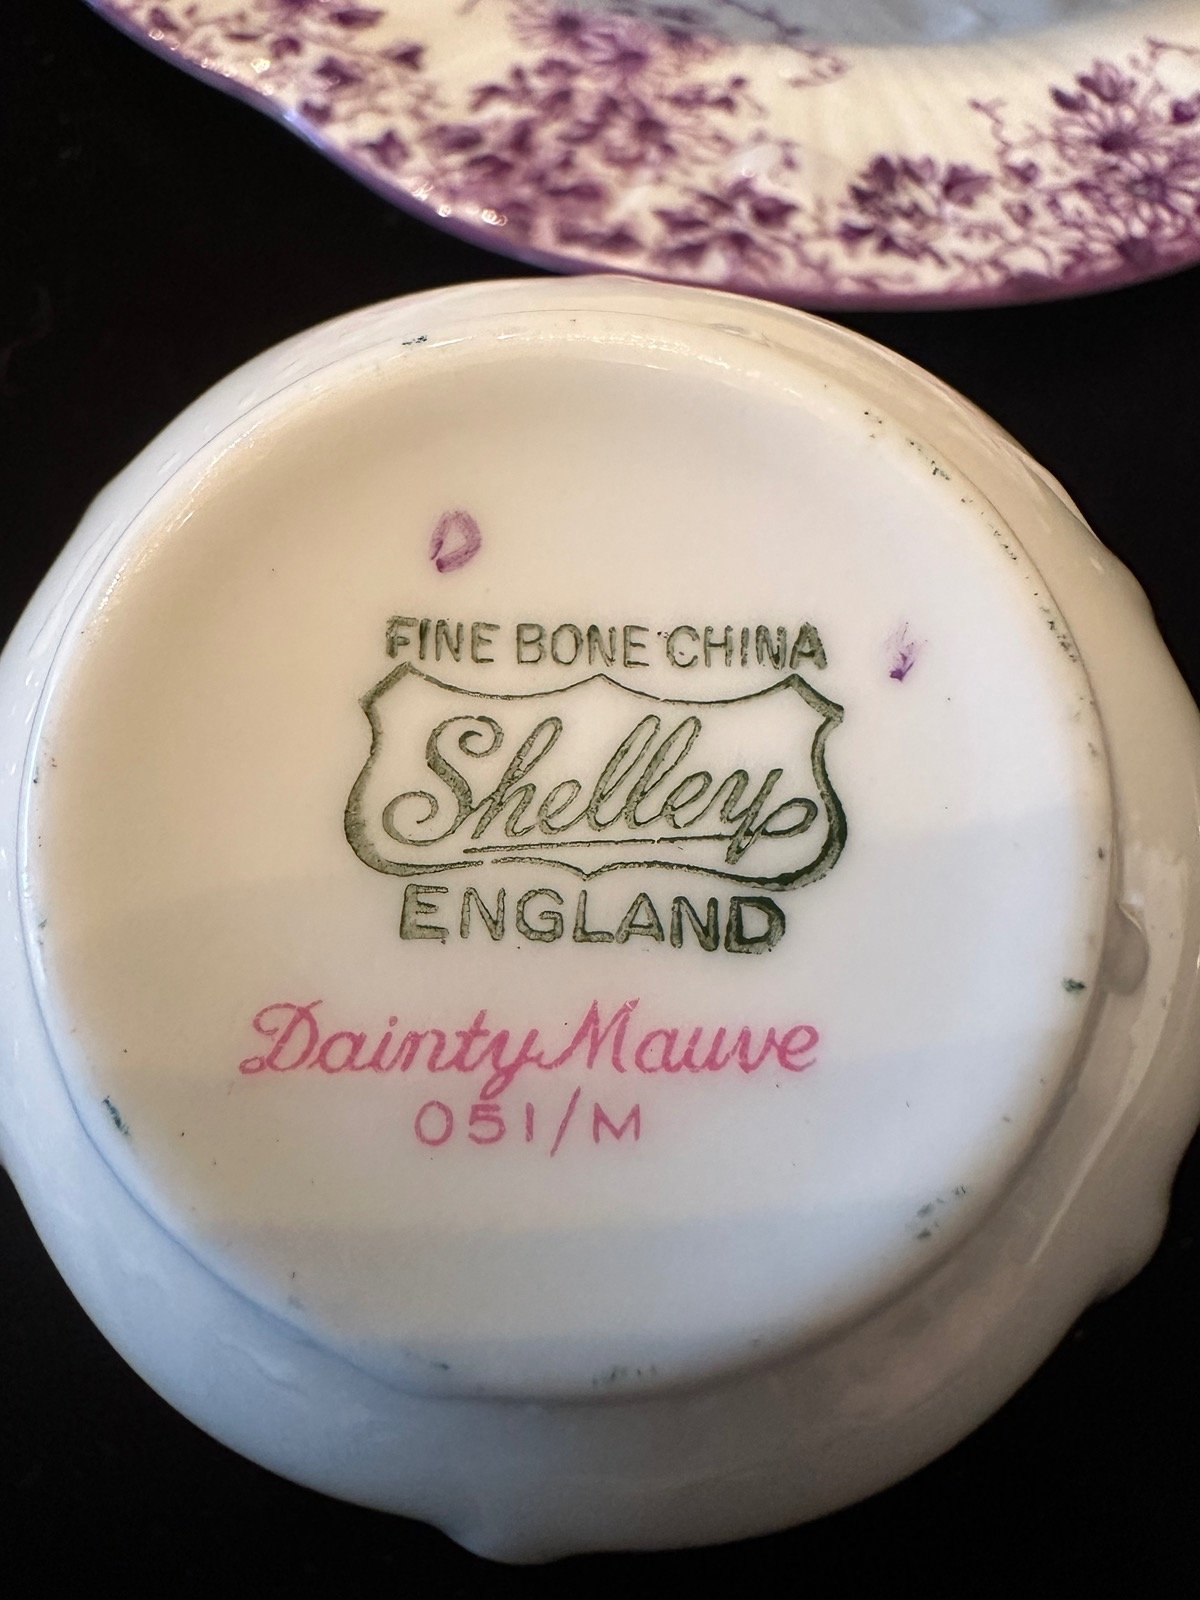 FINE BONE CHINA
Shelley
ENGLAND
Dainty Mauve
051/M